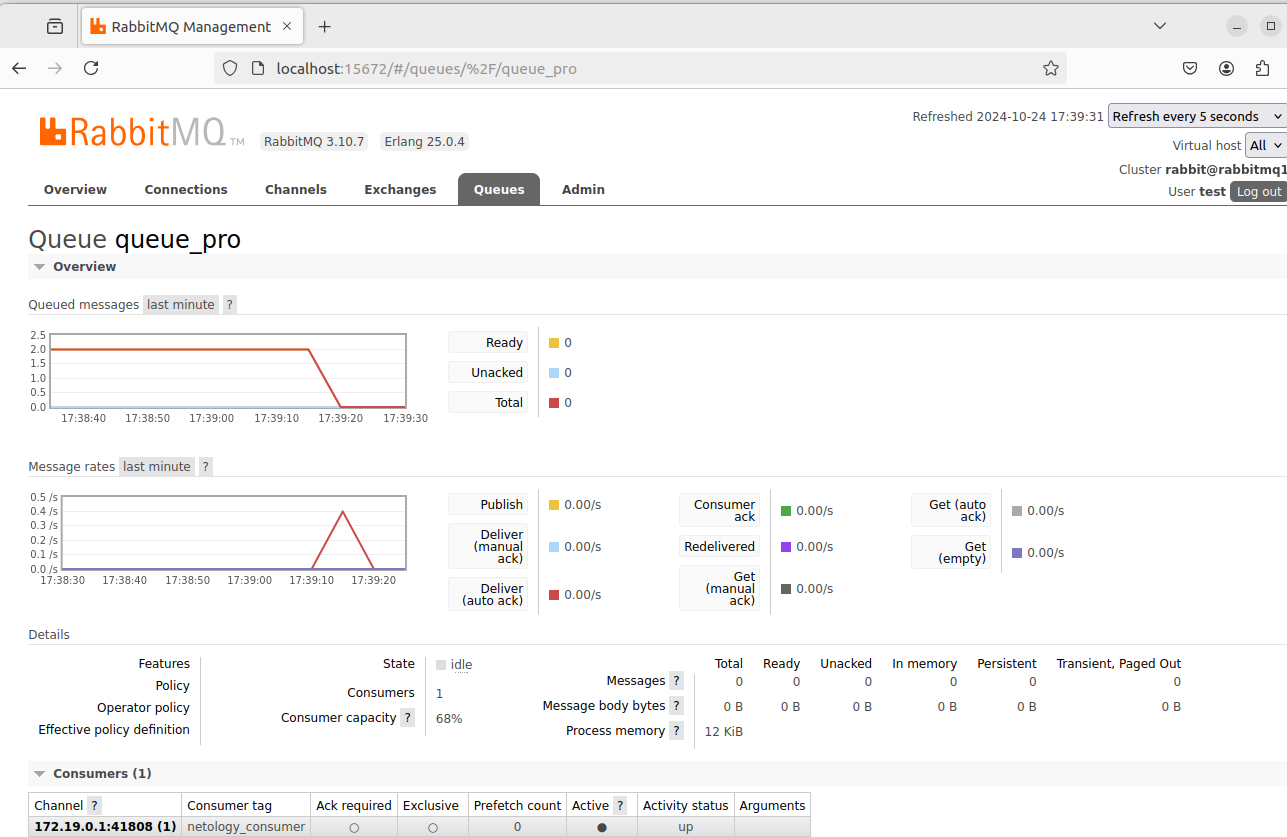 RabbitMQ Management
localhost:15672/#/queues/%2F/queue_pro
RabbitMQ TM RabbitMQ 3.10.7 Erlang 25.0.4
Refreshed 2024-10-24 17:39:31 Refresh every 5 seconds
Virtual host All
Cluster rabbit@rabbitmq1
User test Log out
Overview Connections Channels Exchanges Queues Admin
Queue queue_pro
Overview
Queued messages last minute ?
2.5
2.0
1.5
1.0
0.5
0.0
17:38:40 17:38:50 17:39:00 17:39:10 17:39:20 17:39:30
Ready 0
Unacked 0
Total 0
Message rates last minute ?
0.5 /s
0.4 /s
0.3 /s
0.2 /s
0.1 /s
0.0 /s
17:38:30 17:38:40 17:38:50 17:39:00 17:39:10 17:39:20
Publish 0.00/s
Deliver
(manual
ack) 0.00/s
Deliver
(auto ack) 0.00/s
Consumer
ack 0.00/s
Redelivered 0.00/s
Get
(manual
ack) 0.00/s
Get (auto
ack) 0.00/s
Get
(empty) 0.00/s
Details
Features
Policy
Operator policy
Effective policy definition
State idle
Consumers 1
Consumer capacity ? 68%
Total Ready Unacked In memory Persistent Transient, Paged Out
Messages ? 0 0 0 0 0 0
Message body bytes ? 0 B 0 B 0 B 0 B 0 B 0 B
Process memory ? 12 KiB
Consumers (1)
Channel ? Consumer tag Ack required Exclusive Prefetch count Active ? Activity status Arguments
172.19.0.1:41808 (1) netology_consumer ○ ○ 0 ● up